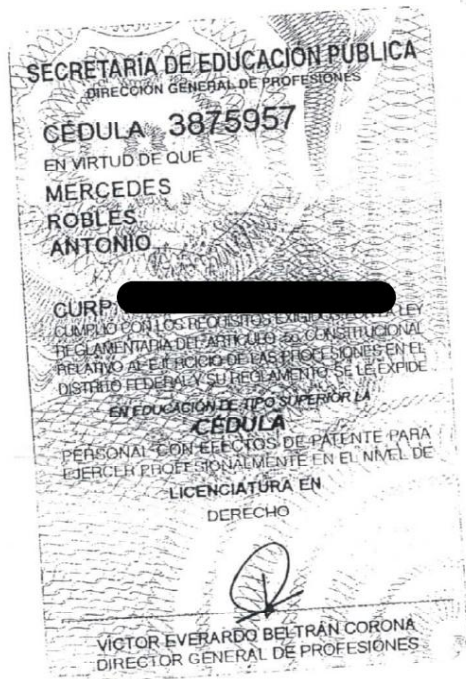 SECRETARÍA DE EDUCACIÓN PÚBLICA
DIRECCIÓN GENERAL DE PROFESIONES
CÉDULA 3875957
EN VIRTUD DE QUE
MERCEDES
ROBLES
ANTONIO
CURP:
CUMPLIO CON LOS REQUISITOS EXIGIDOS POR LA LEY
REGLAMENTARIA DEL ARTICULO 5o. CONSTITUCIONAL
RELATIVO AL EJERCICIO DE LAS PROFESIONES EN EL
DISTRITO FEDERAL Y SU REGLAMENTO SE LE EXPIDE
EN EDUCACIÓN DE TIPO SUPERIOR LA
CÉDULA
PERSONAL CON EFECTOS DE PATENTE PARA
EJERCER PROFESIONALMENTE EN EL NIVEL DE
LICENCIATURA EN
DERECHO
VÍCTOR EVERARDO BELTRÁN CORONA
DIRECTOR GENERAL DE PROFESIONES